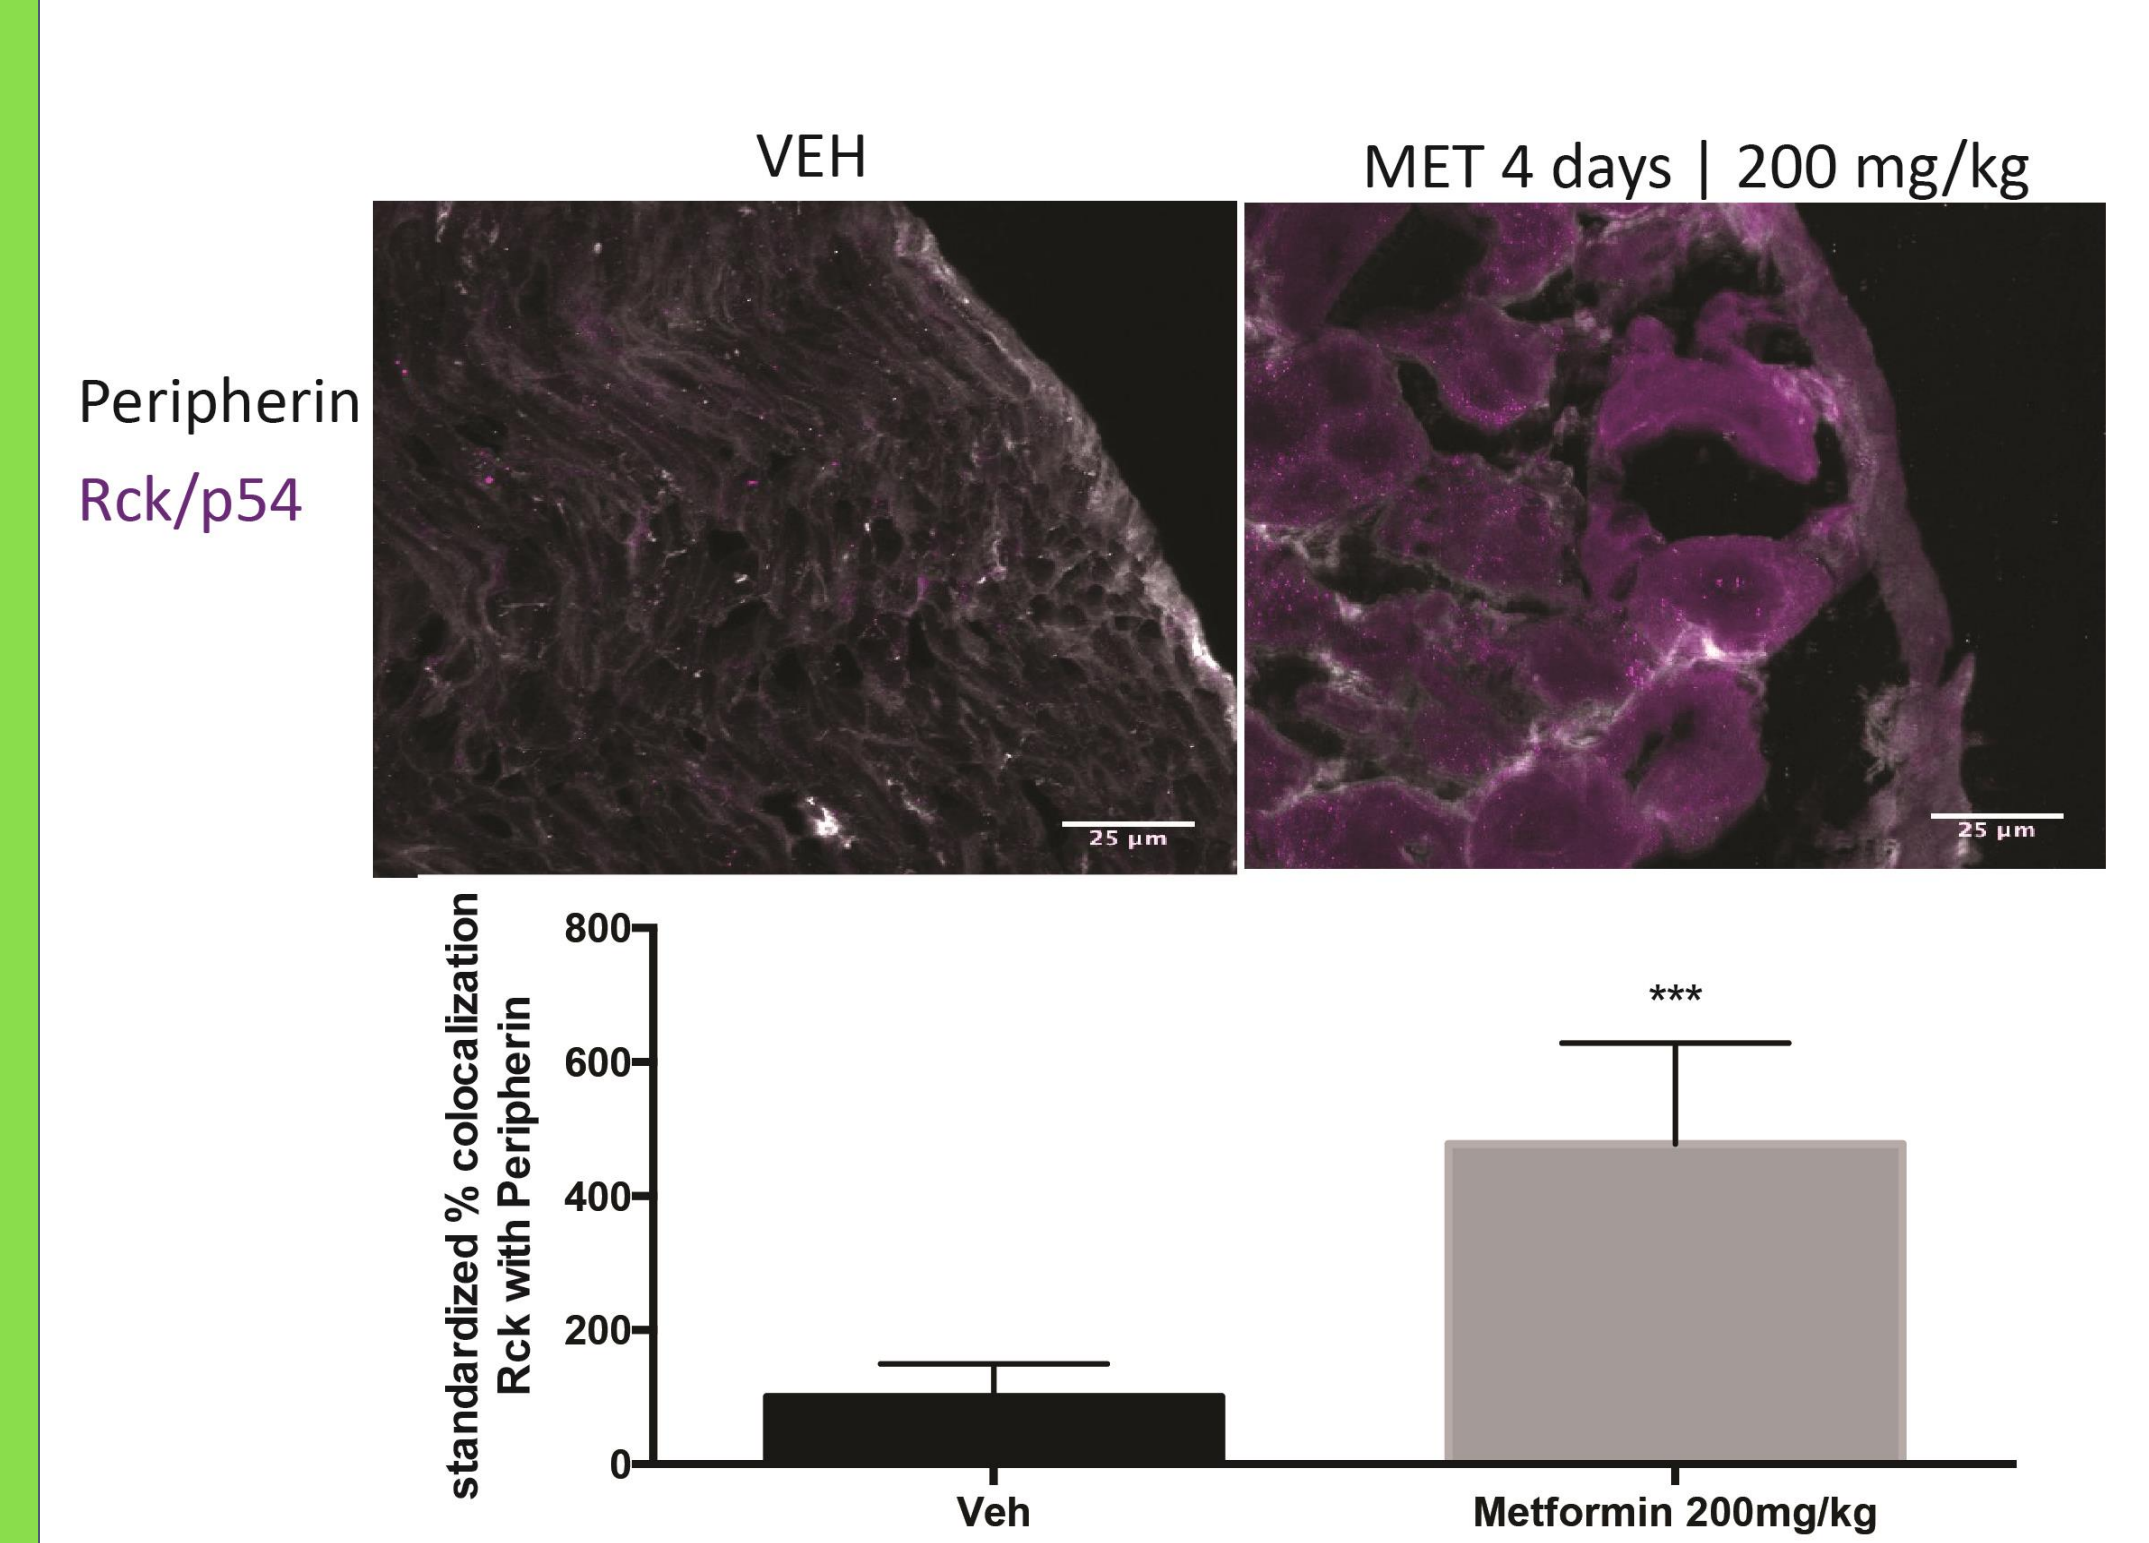 VEH
MET 4 days | 200 mg/kg
Peripherin
Rck/p54
25 µm
25 µm
standardized % colocalization
Rck with Peripherin
800
600
400
200
0
***
Veh
Metformin 200mg/kg